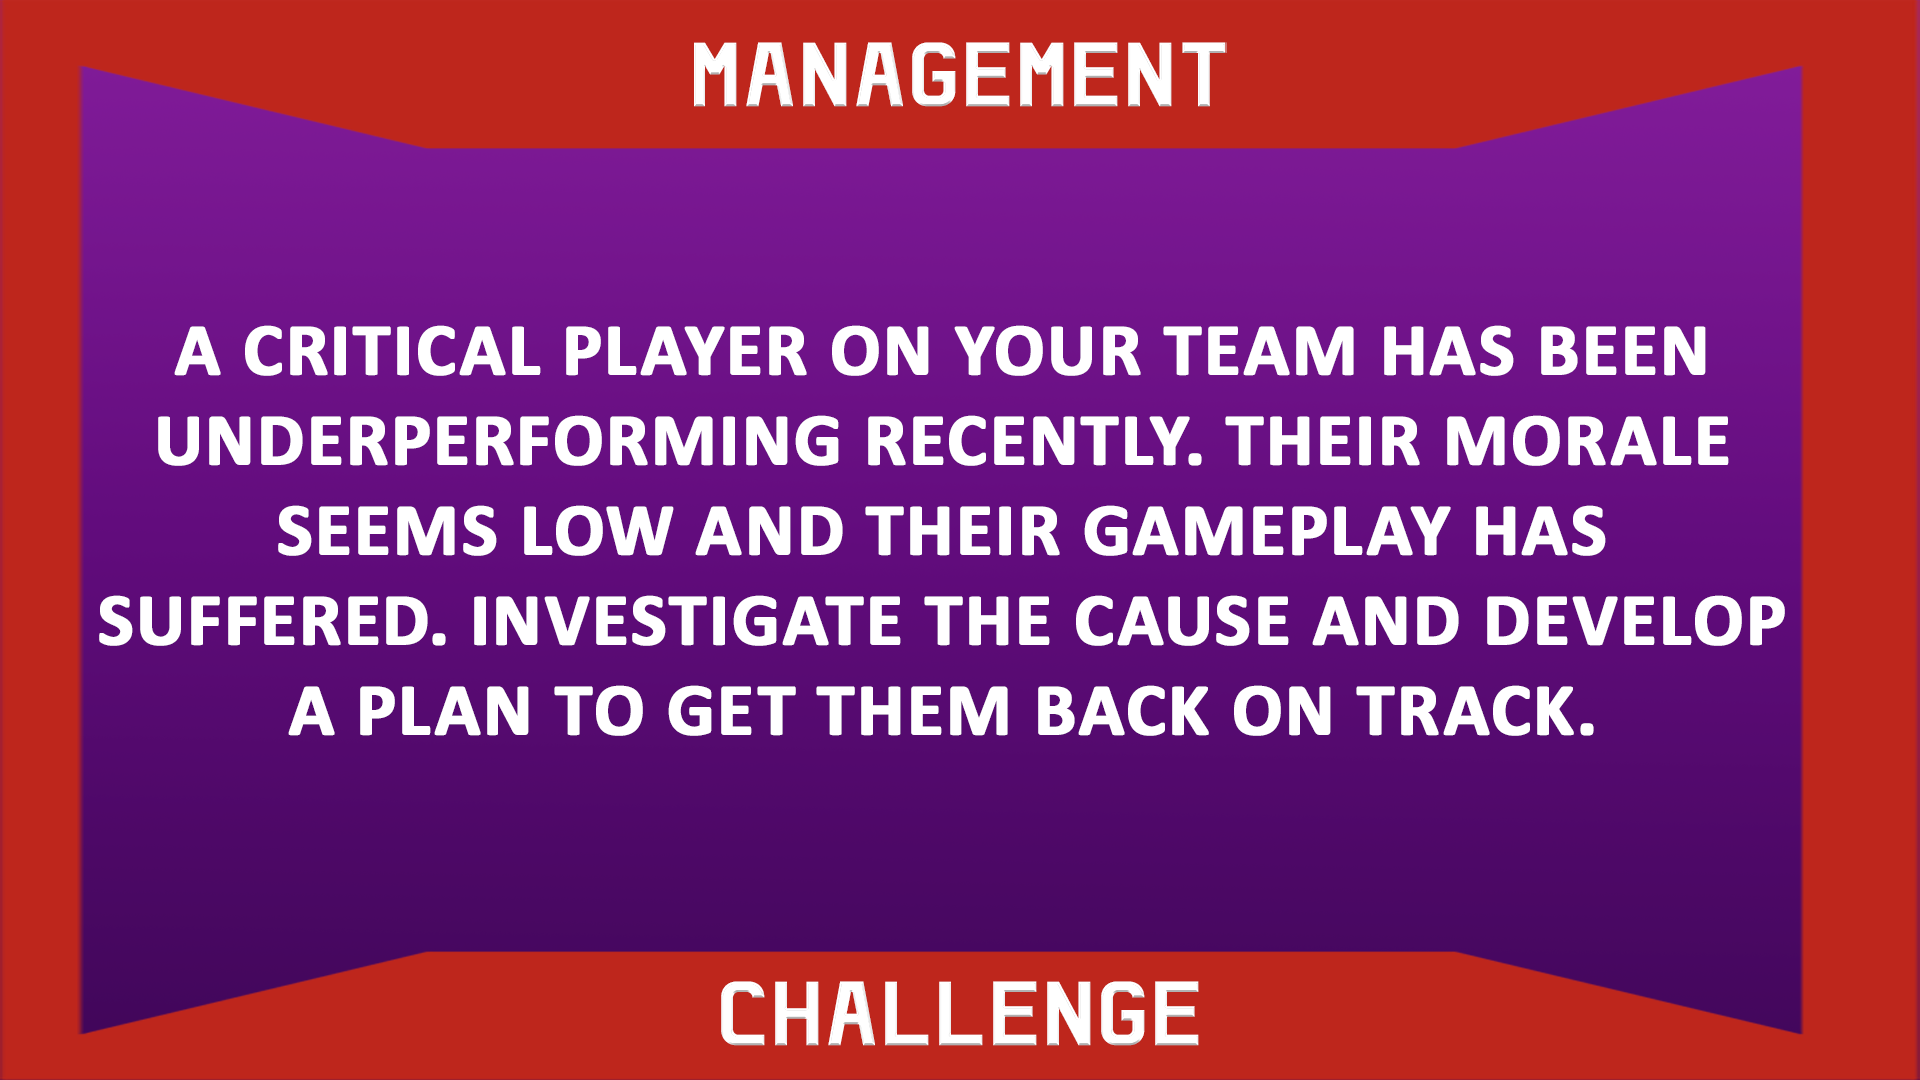 MANAGEMENT
A CRITICAL PLAYER ON YOUR TEAM HAS BEEN
UNDERPERFORMING RECENTLY. THEIR MORALE
SEEMS LOW AND THEIR GAMEPLAY HAS
SUFFERED. INVESTIGATE THE CAUSE AND DEVELOP
A PLAN TO GET THEM BACK ON TRACK.
CHALLENGE